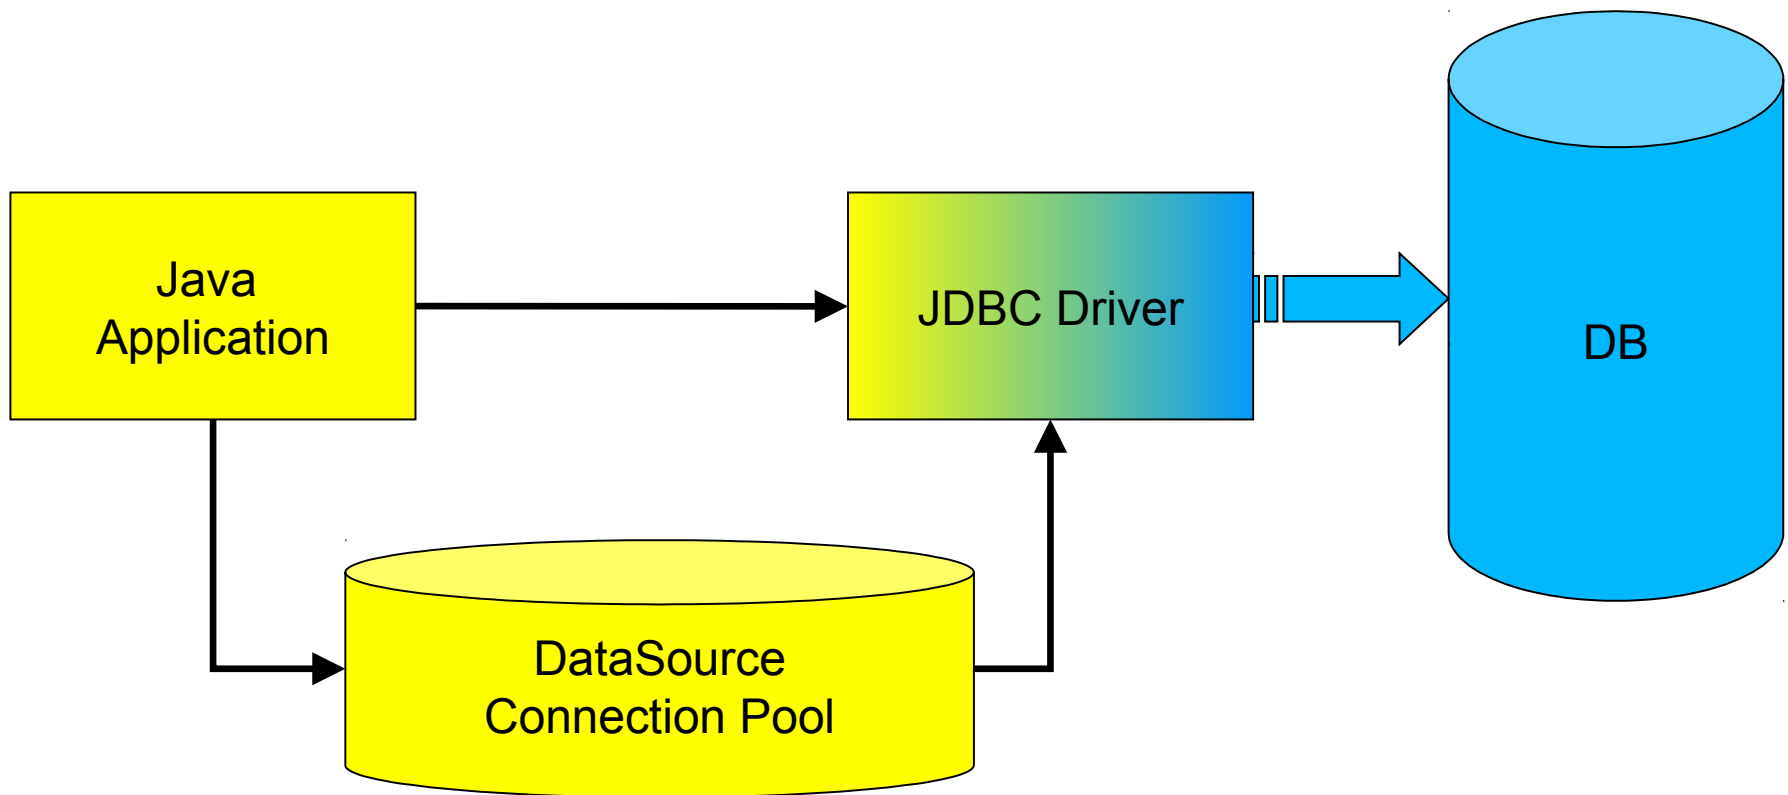 Java
Application
JDBC Driver
DB
DataSource
Connection Pool